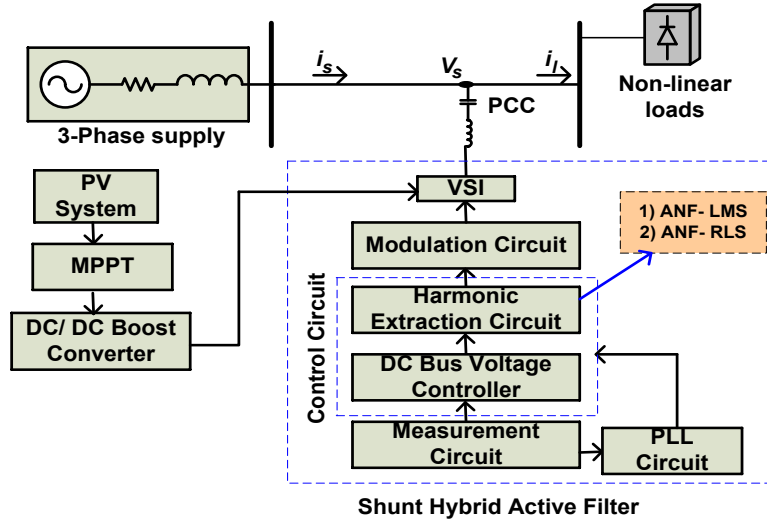 i_s
V_s
i_l
PCC
3-Phase supply
Non-linear
loads
PV
System
MPPT
DC/ DC Boost
Converter
VSI
Modulation Circuit
Control Circuit
Harmonic
Extraction Circuit
DC Bus Voltage
Controller
Measurement
Circuit
PLL
Circuit
1) ANF- LMS
2) ANF- RLS
Shunt Hybrid Active Filter